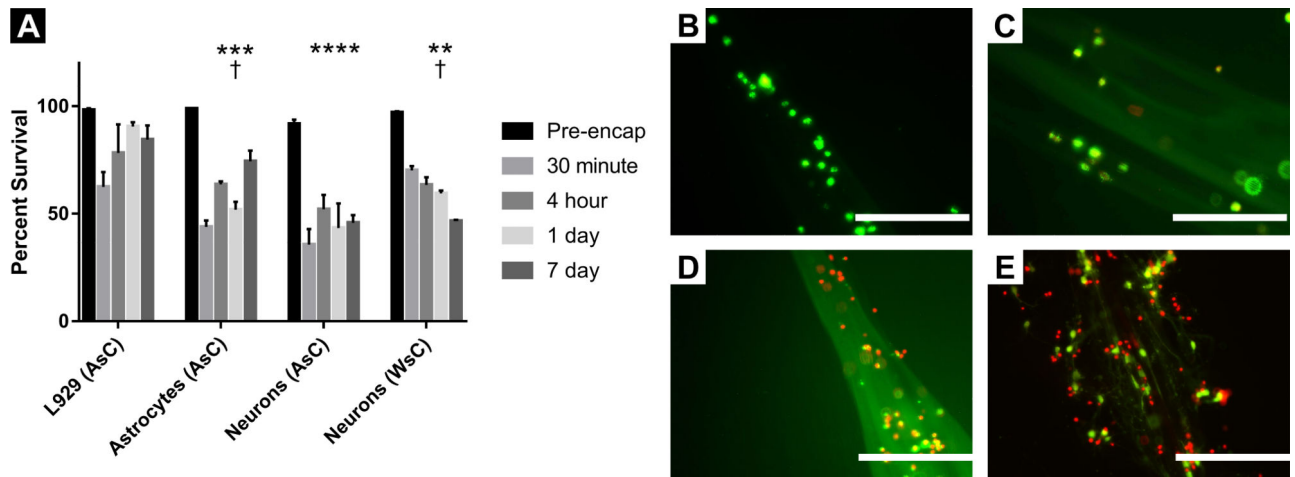 A
***
†
****
**
†
Percent Survival
100
50
0
L929 (AsC)
Astrocytes (AsC)
Neurons (AsC)
Neurons (WsC)
Pre-encap
30 minute
4 hour
1 day
7 day
B
C
D
E